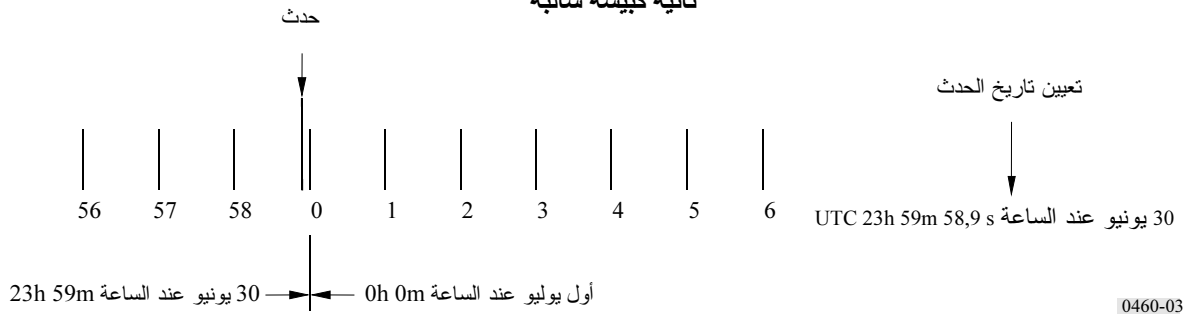 ثانية كبيسة سالبة
حدث
تعيين تاريخ الحدث
56 57 58 0 1 2 3 4 5 6
30 يونيو عند الساعة UTC 23h 59m 58,9 s
30 يونيو عند الساعة 23h 59m
أول يوليو عند الساعة 0h 0m
0460-03